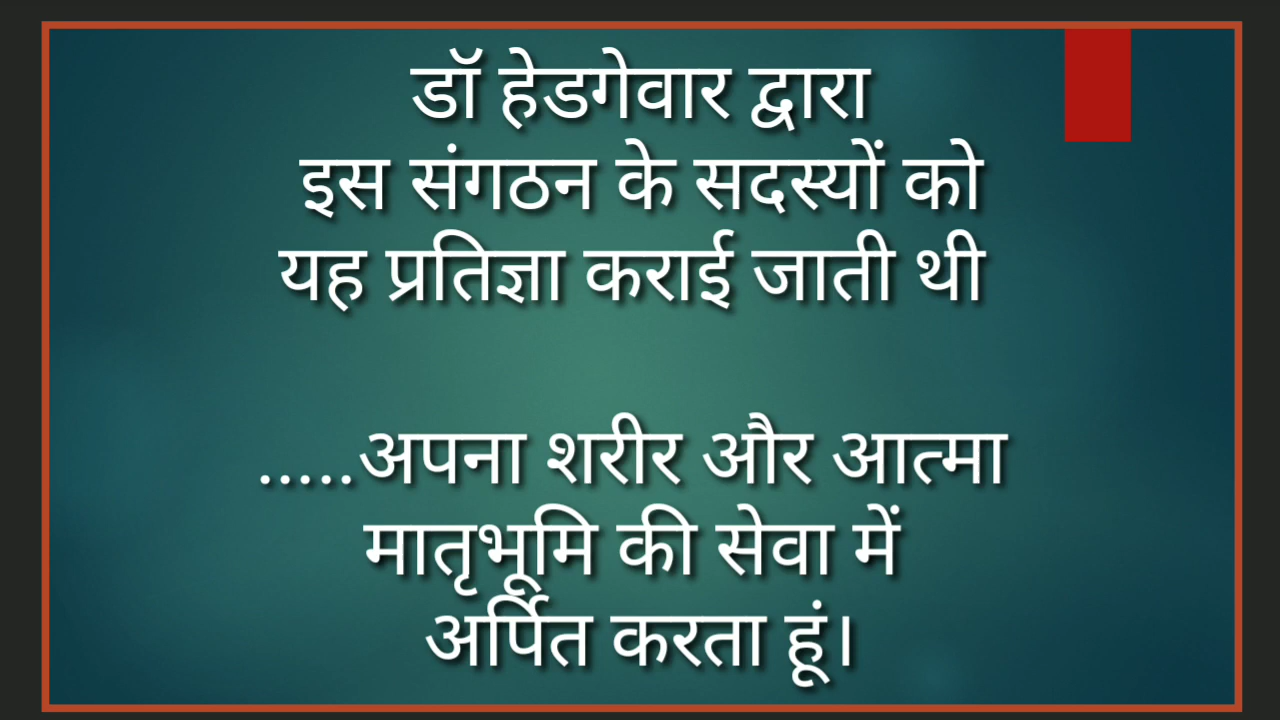 डॉ हेडगेवार द्वारा
इस संगठन के सदस्यों को
यह प्रतिज्ञा कराई जाती थी
.....अपना शरीर और आत्मा
मातृभूमि की सेवा में
अर्पित करता हूं।